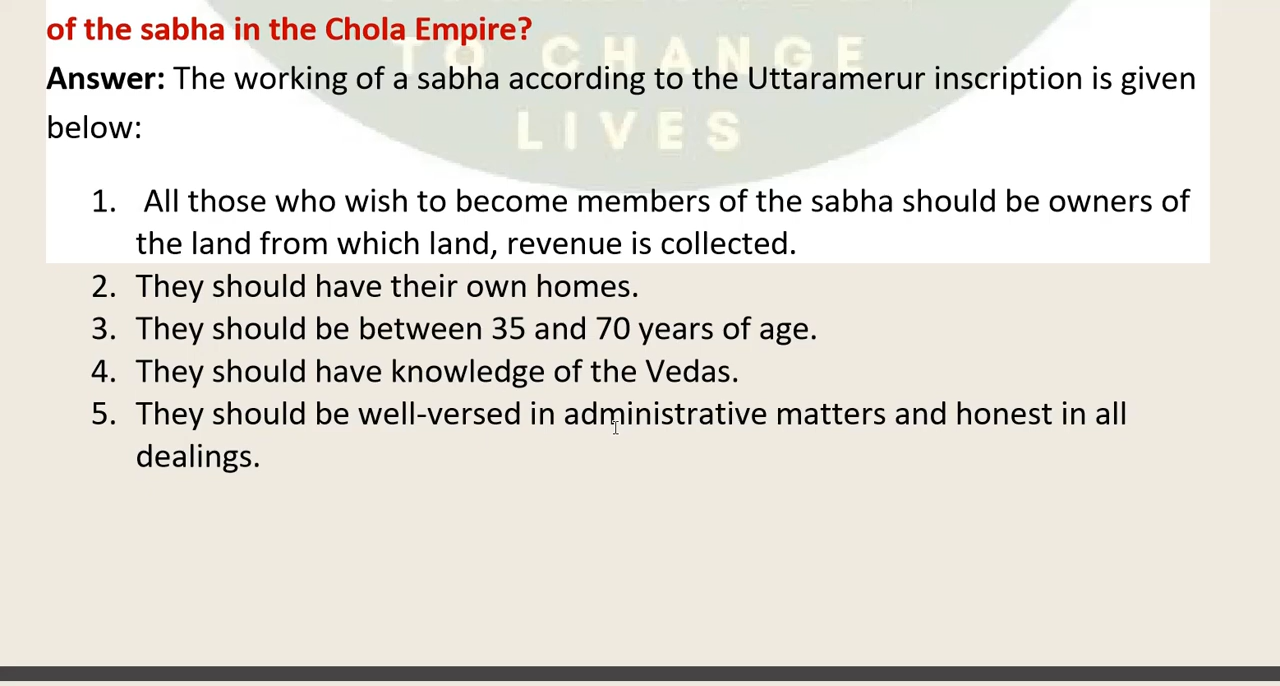 of the sabha in the Chola Empire?
TO CHANGE
Answer: The working of a sabha according to the Uttaramerur inscription is given
below:
LIVES
1. All those who wish to become members of the sabha should be owners of
the land from which land, revenue is collected.
2. They should have their own homes.
3. They should be between 35 and 70 years of age.
4. They should have knowledge of the Vedas.
5. They should be well-versed in administrative matters and honest in all
dealings.